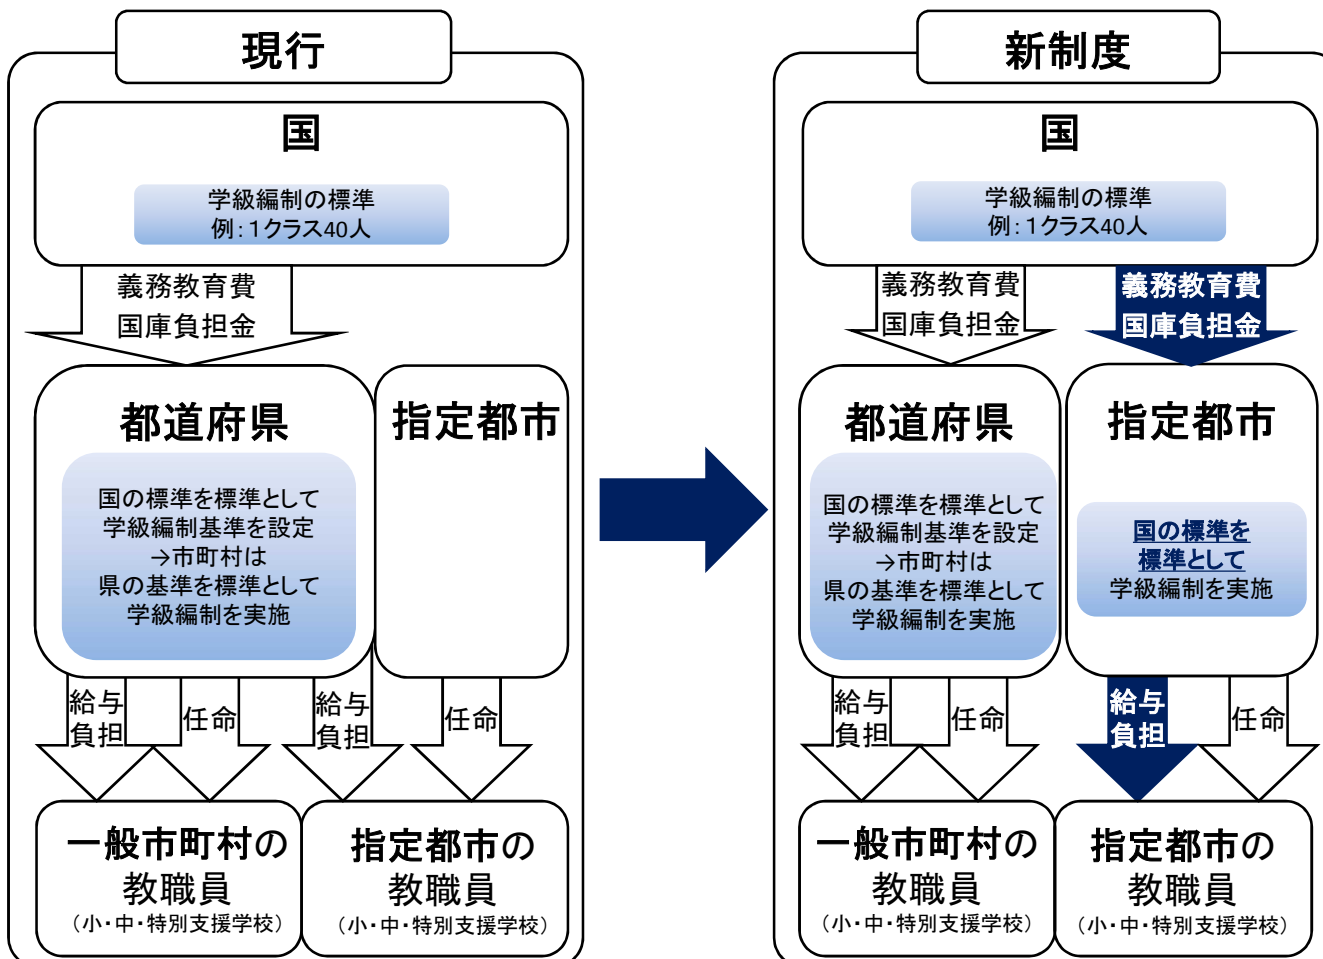 現行
国
学級編制の標準
例：１クラス40人
義務教育費
国庫負担金
都道府県
国の標準を標準として
学級編制基準を設定
→市町村は
県の基準を標準として
学級編制を実施
指定都市
給与
負担
任命
給与
負担
任命
一般市町村の
教職員
（小・中・特別支援学校）
指定都市の
教職員
（小・中・特別支援学校）
新制度
国
学級編制の標準
例：１クラス40人
義務教育費
国庫負担金
義務教育費
国庫負担金
都道府県
国の標準を標準として
学級編制基準を設定
→市町村は
県の基準を標準として
学級編制を実施
指定都市
国の標準を
標準として
学級編制を実施
給与
負担
任命
給与
負担
任命
一般市町村の
教職員
（小・中・特別支援学校）
指定都市の
教職員
（小・中・特別支援学校）